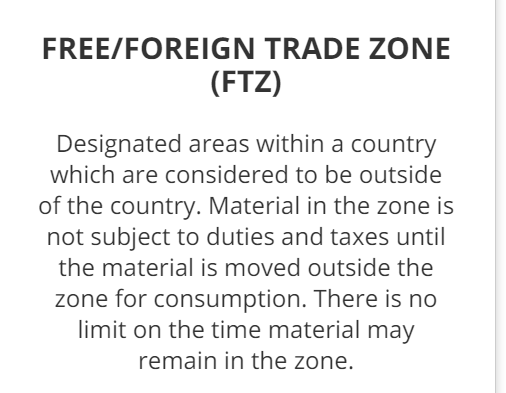 FREE/FOREIGN TRADE ZONE
(FTZ)
Designated areas within a country
which are considered to be outside
of the country. Material in the zone is
not subject to duties and taxes until
the material is moved outside the
zone for consumption. There is no
limit on the time material may
remain in the zone.